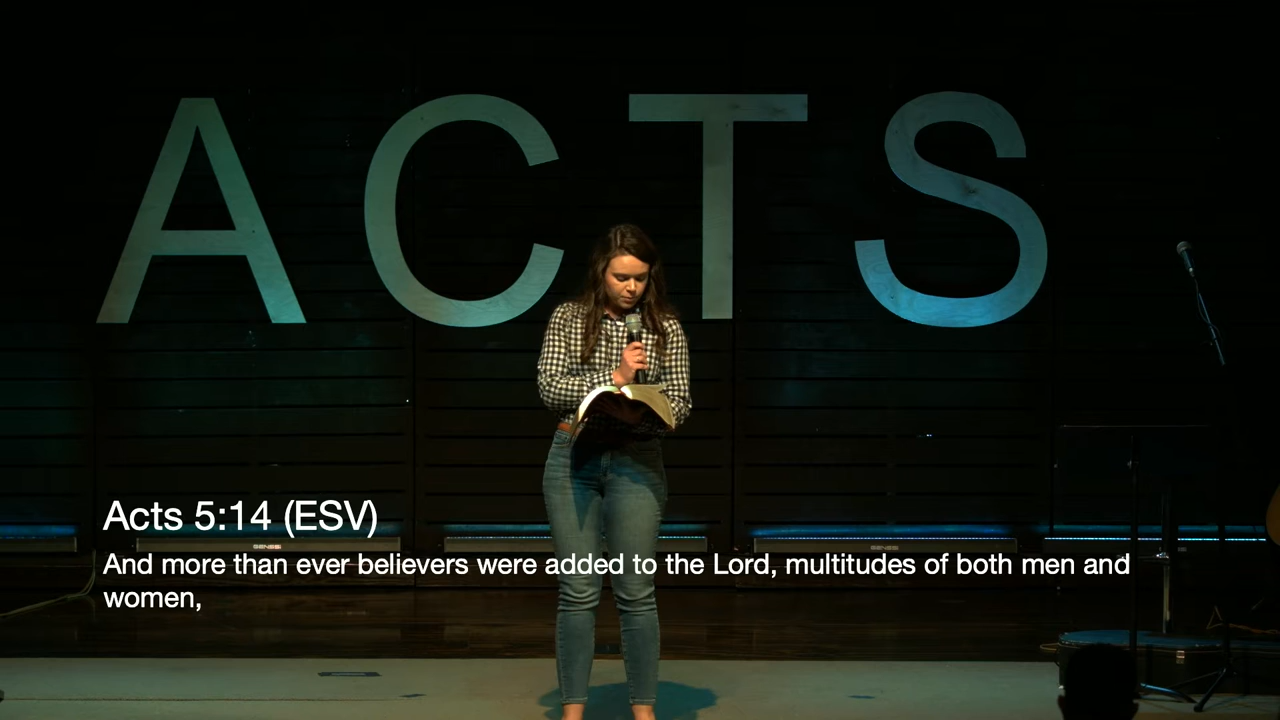 ACTS
Acts 5:14 (ESV)
And more than ever believers were added to the Lord, multitudes of both men and
women,